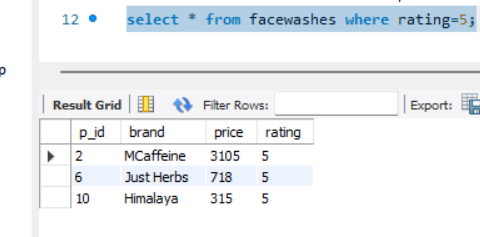 12 select * from facewashes where rating=5;
p
Result Grid Filter Rows: Export:
p_id brand price rating
2 MCaffeine 3105 5
6 Just Herbs 718 5
10 Himalaya 315 5